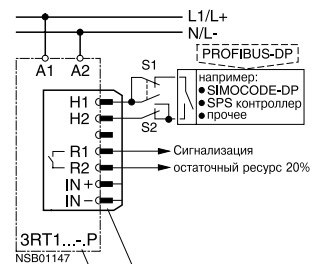 L1/L+
N/L-
A1 A2
S1
PROFIBUS-DP
например:
● SIMOCODE-DP
● SPS контроллер
● прочее
H1
H2
S2
R1 Сигнализация
R2 остаточный ресурс 20%
IN+
IN−
3RT1...-.P
NSB01147